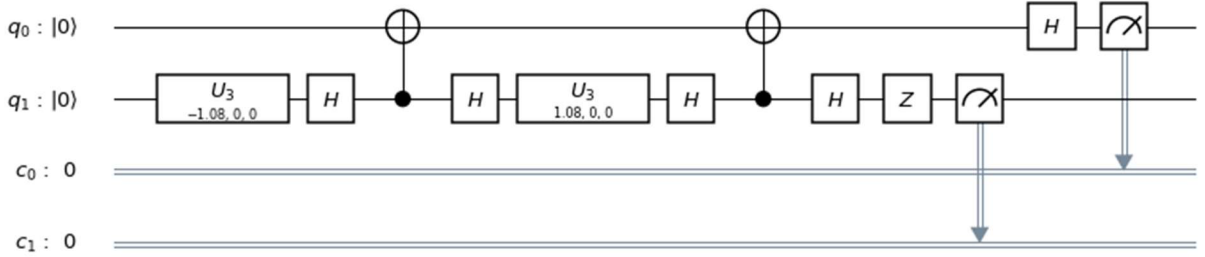 q₀ : |0⟩ H
q₁ : |0⟩ U₃ −1.08, 0, 0 H H U₃ 1.08, 0, 0 H H Z
c₀ : 0
c₁ : 0